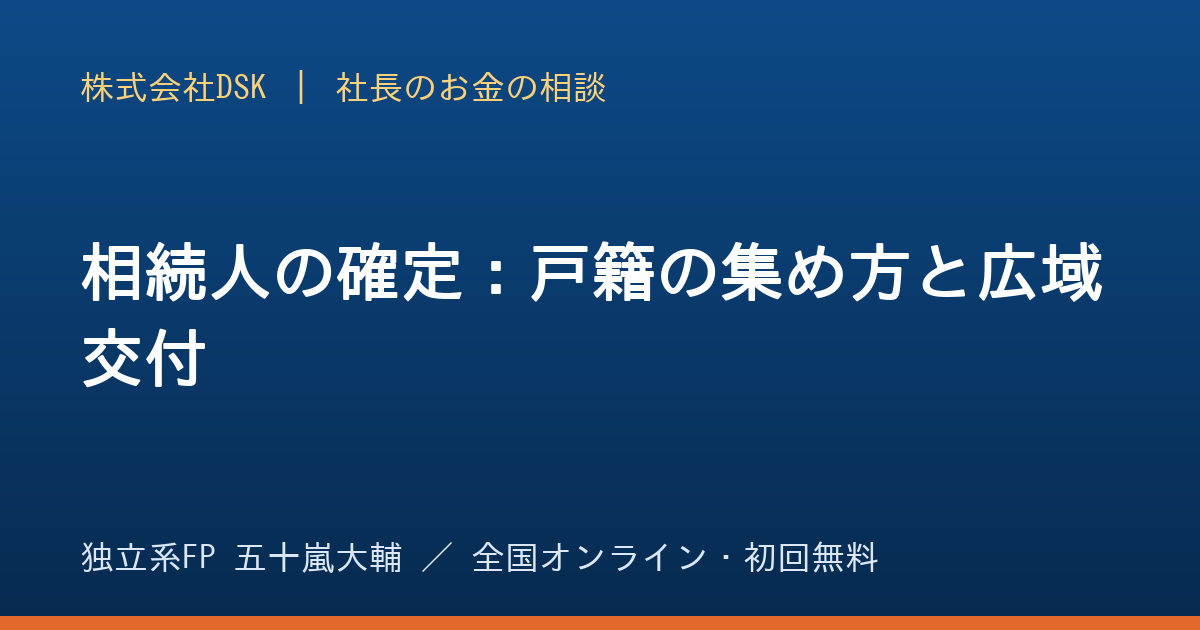 株式会社DSK ｜ 社長のお金の相談
相続人の確定：戸籍の集め方と広域
交付
独立系FP 五十嵐大輔 ／ 全国オンライン・初回無料